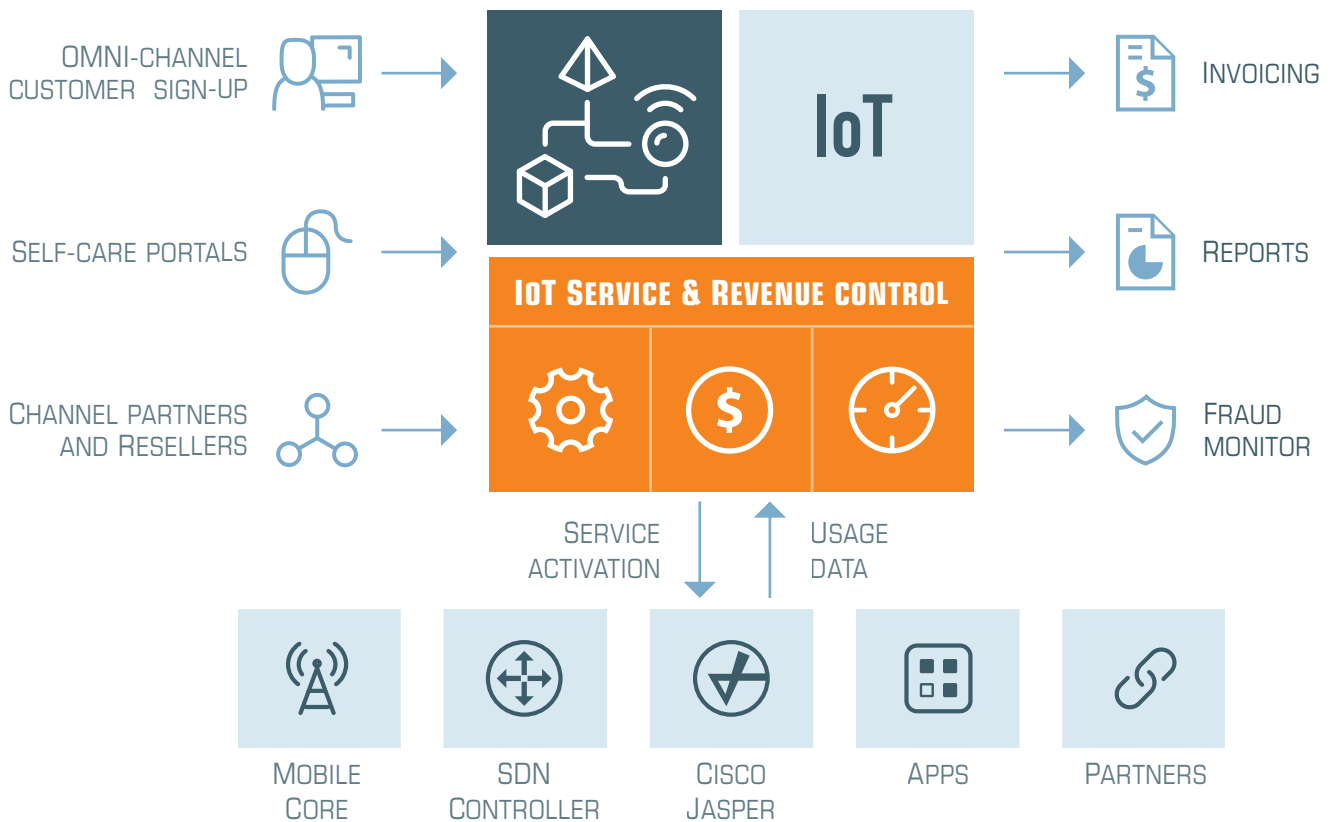 OMNI-CHANNEL
CUSTOMER SIGN-UP
SELF-CARE PORTALS
CHANNEL PARTNERS
AND RESELLERS
IoT
IoT SERVICE & REVENUE CONTROL
$
INVOICING
$
REPORTS
FRAUD
MONITOR
SERVICE
ACTIVATION
USAGE
DATA
MOBILE
CORE
SDN
CONTROLLER
CISCO
JASPER
APPS
PARTNERS